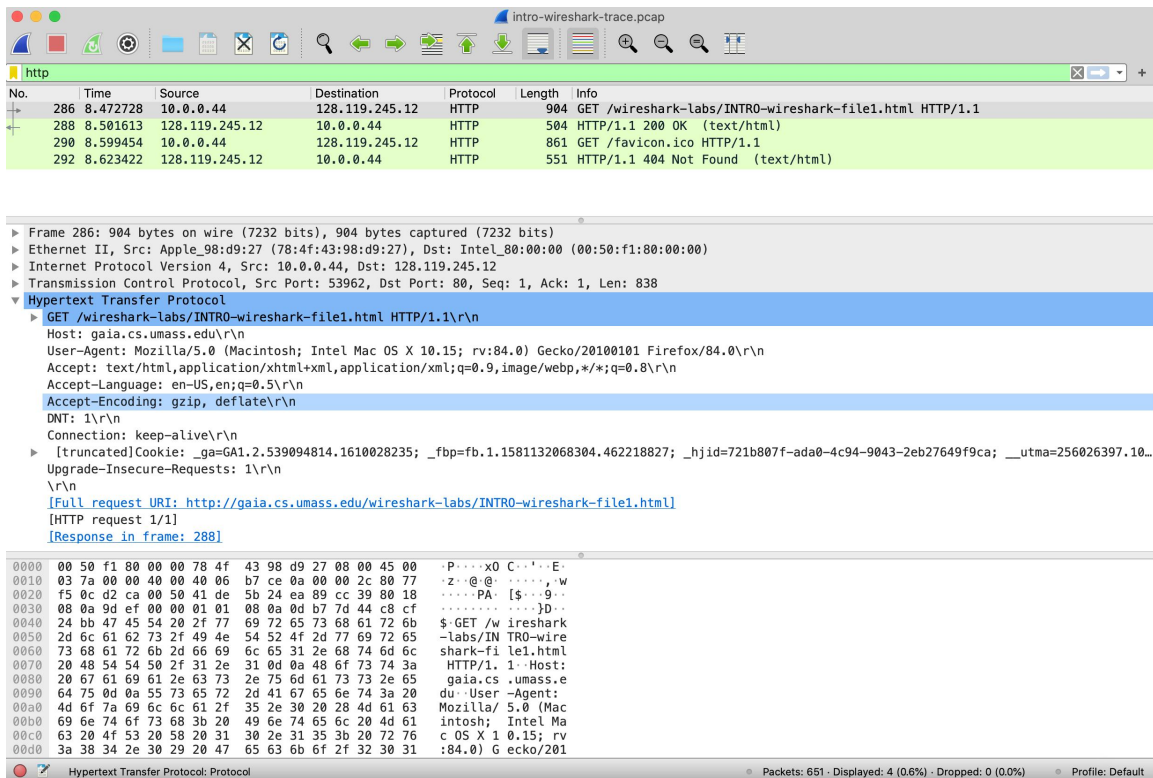 intro-wireshark-trace.pcap
http
No. Time Source Destination Protocol Length Info
286 8.472728 10.0.0.44 128.119.245.12 HTTP 904 GET /wireshark-labs/INTRO-wireshark-file1.html HTTP/1.1
288 8.501613 128.119.245.12 10.0.0.44 HTTP 504 HTTP/1.1 200 OK (text/html)
290 8.599454 10.0.0.44 128.119.245.12 HTTP 861 GET /favicon.ico HTTP/1.1
292 8.623422 128.119.245.12 10.0.0.44 HTTP 551 HTTP/1.1 404 Not Found (text/html)
Frame 286: 904 bytes on wire (7232 bits), 904 bytes captured (7232 bits)
Ethernet II, Src: Apple_98:d9:27 (78:4f:43:98:d9:27), Dst: Intel_80:00:00 (00:50:f1:80:00:00)
Internet Protocol Version 4, Src: 10.0.0.44, Dst: 128.119.245.12
Transmission Control Protocol, Src Port: 53962, Dst Port: 80, Seq: 1, Ack: 1, Len: 838
Hypertext Transfer Protocol
GET /wireshark-labs/INTRO-wireshark-file1.html HTTP/1.1\r\n
Host: gaia.cs.umass.edu\r\n
User-Agent: Mozilla/5.0 (Macintosh; Intel Mac OS X 10.15; rv:84.0) Gecko/20100101 Firefox/84.0\r\n
Accept: text/html,application/xhtml+xml,application/xml;q=0.9,image/webp,*/*;q=0.8\r\n
Accept-Language: en-US,en;q=0.5\r\n
Accept-Encoding: gzip, deflate\r\n
DNT: 1\r\n
Connection: keep-alive\r\n
[truncated]Cookie: _ga=GA1.2.539094814.1610028235; _fbp=fb.1.1581132068304.462218827; _hjid=721b807f-ada0-4c94-9043-2eb27649f9ca; __utma=256026397.10…
Upgrade-Insecure-Requests: 1\r\n
\r\n
[Full request URI: http://gaia.cs.umass.edu/wireshark-labs/INTRO-wireshark-file1.html]
[HTTP request 1/1]
[Response in frame: 288]
0000 00 50 f1 80 00 00 78 4f 43 98 d9 27 08 00 45 00 ·P····xO C··'··E·
0010 03 7a 00 00 40 00 40 06 b7 ce 0a 00 00 2c 80 77 ·z··@·@· ·····,·w
0020 f5 0c d2 ca 00 50 41 de 5b 24 ea 89 cc 39 80 18 ·····PA· [$···9··
0030 08 0a 9d ef 00 00 01 01 08 0a 0d b7 7d 44 c8 cf ········ ····}D··
0040 24 bb 47 45 54 20 2f 77 69 72 65 73 68 61 72 6b $·GET /w ireshark
0050 2d 6c 61 62 73 2f 49 4e 54 52 4f 2d 77 69 72 65 -labs/IN TRO-wire
0060 73 68 61 72 6b 2d 66 69 6c 65 31 2e 68 74 6d 6c shark-fi le1.html
0070 20 48 54 54 50 2f 31 2e 31 0d 0a 48 6f 73 74 3a HTTP/1. 1··Host:
0080 20 67 61 69 61 2e 63 73 2e 75 6d 61 73 73 2e 65 gaia.cs .umass.e
0090 64 75 0d 0a 55 73 65 72 2d 41 67 65 6e 74 3a 20 du··User -Agent:
00a0 4d 6f 7a 69 6c 6c 61 2f 35 2e 30 20 28 4d 61 63 Mozilla/ 5.0 (Mac
00b0 69 6e 74 6f 73 68 3b 20 49 6e 74 65 6c 20 4d 61 intosh; Intel Ma
00c0 63 20 4f 53 20 58 20 31 30 2e 31 35 3b 20 72 76 c OS X 1 0.15; rv
00d0 3a 38 34 2e 30 29 20 47 65 63 6b 6f 2f 32 30 31 :84.0) G ecko/201
Hypertext Transfer Protocol: Protocol Packets: 651 · Displayed: 4 (0.6%) · Dropped: 0 (0.0%) Profile: Default